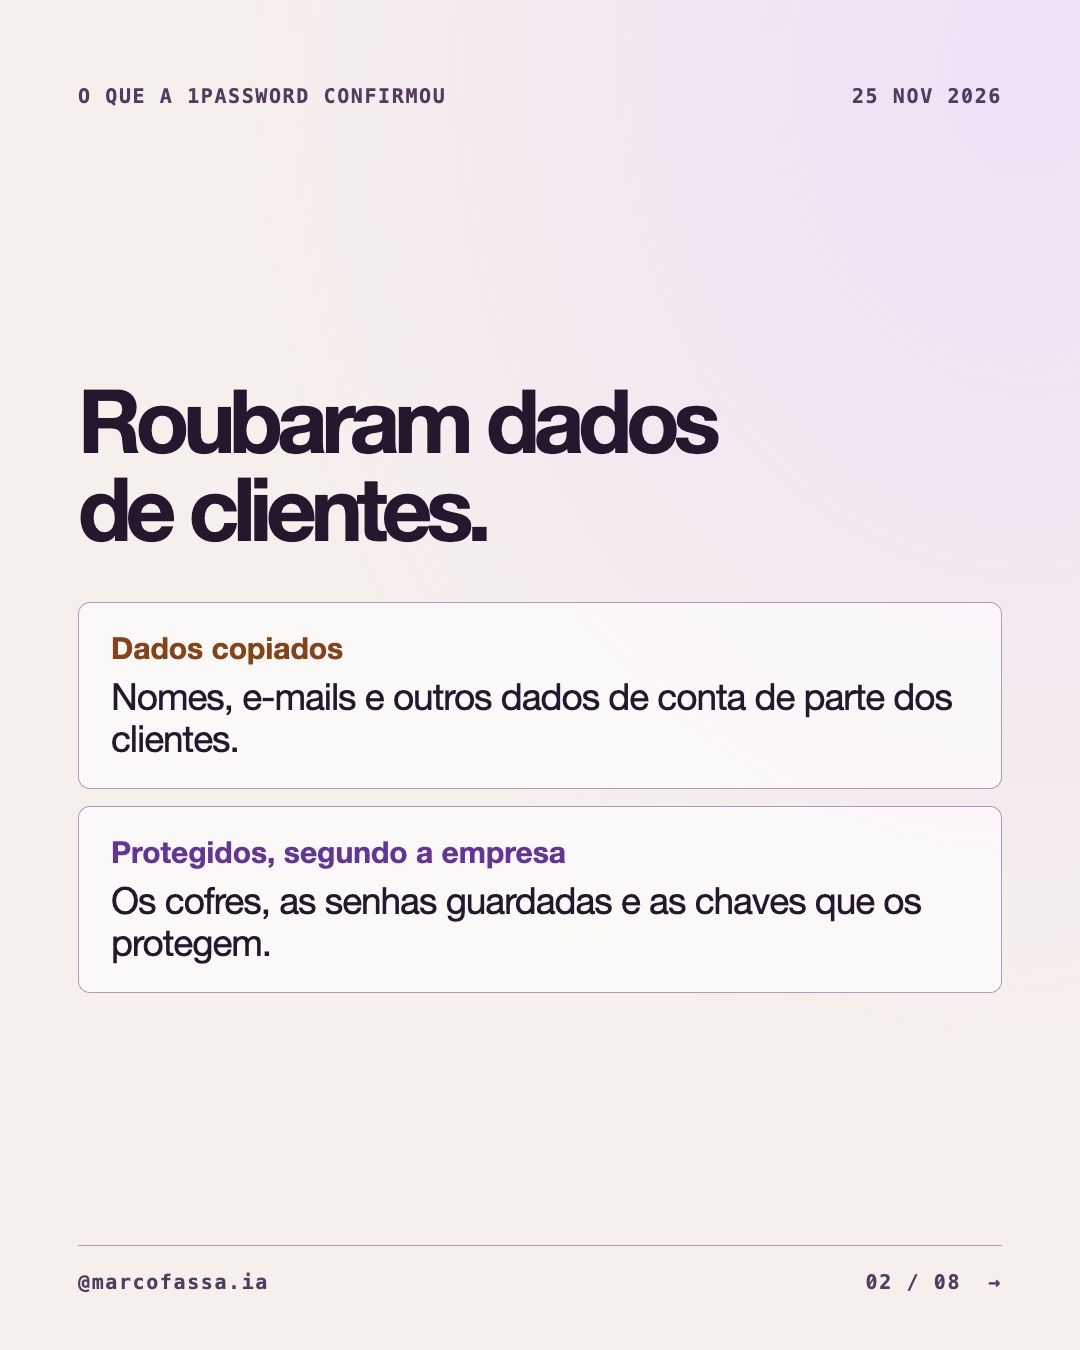 O QUE A 1PASSWORD CONFIRMOU
25 NOV 2026
Roubaram dados
de clientes.
Dados copiados
Nomes, e-mails e outros dados de conta de parte dos
clientes.
Protegidos, segundo a empresa
Os cofres, as senhas guardadas e as chaves que os
protegem.
@marcofassa.ia
02 / 08 →